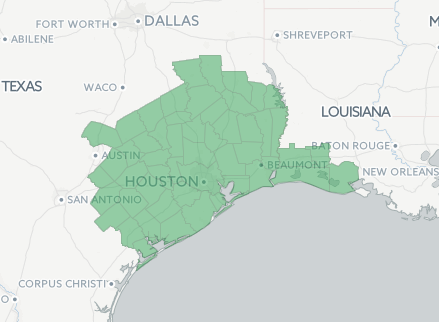 DALLAS
FORT WORTH
ABILENE
SHREVEPORT
M
TEXAS
WACO
LOUISIANA
BATON ROUGE
AUSTIN
BEAUMONT
NEW ORLEANS
HOUSTON
SAN ANTONIO
CORPUS CHRISTI
O